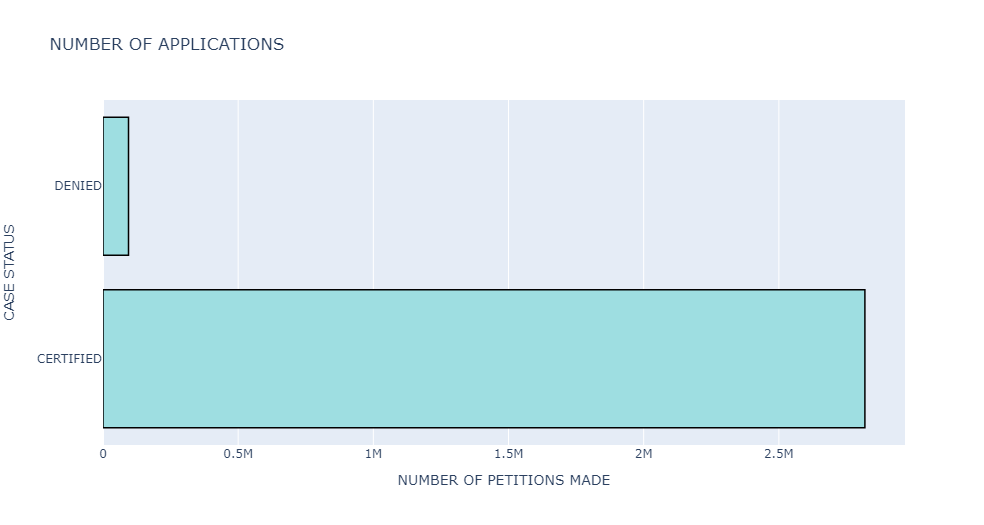 NUMBER OF APPLICATIONS
DENIED
CASE STATUS
CERTIFIED
0
0.5M
1M
1.5M
2M
2.5M
NUMBER OF PETITIONS MADE